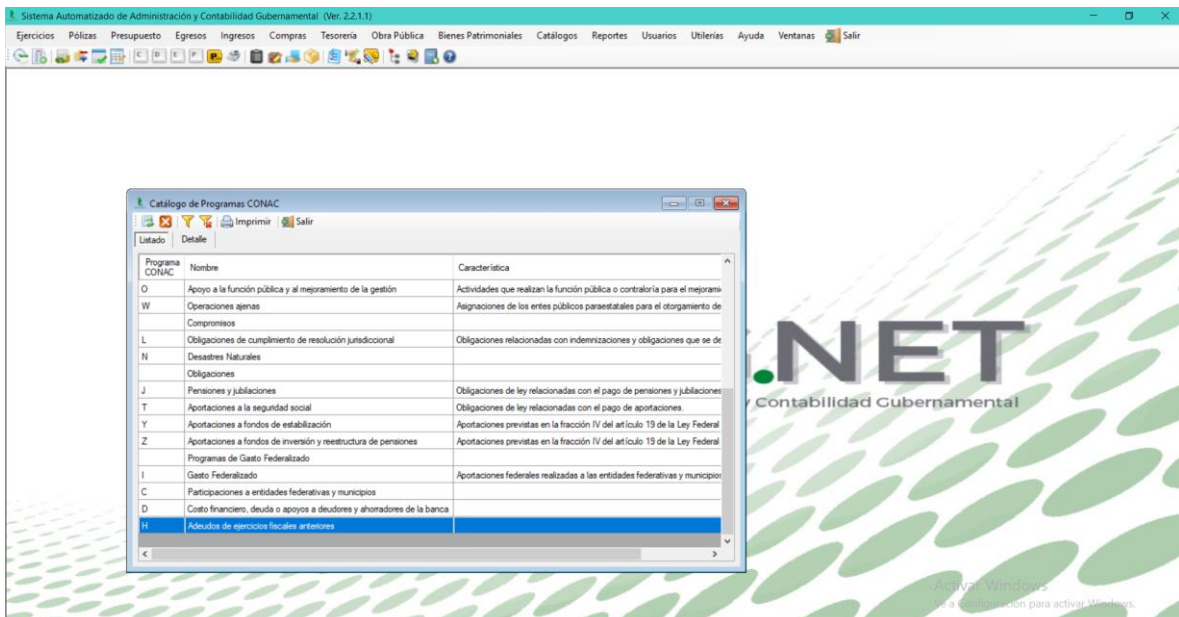 Sistema Automatizado de Administración y Contabilidad Gubernamental (Ver. 2.2.1.1)
Ejercicios Pólizas Presupuesto Egresos Ingresos Compras Tesorería Obra Pública Bienes Patrimoniales Catálogos Reportes Usuarios Utilerías Ayuda Ventanas Salir
C D E P P
Catálogo de Programas CONAC
Imprimir Salir
Listado Detalle
Programa CONAC Nombre Característica
O Apoyo a la función pública y al mejoramiento de la gestión Actividades que realizan la función pública o contraloría para el mejorami
W Operaciones ajenas Asignaciones de los entes públicos paraestatales para el otorgamiento de
Compromisos
L Obligaciones de cumplimiento de resolución jurisdiccional Obligaciones relacionadas con indemnizaciones y obligaciones que se de
N Desastres Naturales
Obligaciones
J Pensiones y jubilaciones Obligaciones de ley relacionadas con el pago de pensiones y jubilaciones
T Aportaciones a la seguridad social Obligaciones de ley relacionadas con el pago de aportaciones.
Y Aportaciones a fondos de estabilización Aportaciones previstas en la fracción IV del artículo 19 de la Ley Federal
Z Aportaciones a fondos de inversión y reestructura de pensiones Aportaciones previstas en la fracción IV del artículo 19 de la Ley Federal
Programas de Gasto Federalizado
I Gasto Federalizado Aportaciones federales realizadas a las entidades federativas y municipios
C Participaciones a entidades federativas y municipios
D Costo financiero, deuda o apoyos a deudores y ahorradores de la banca
H Adeudos de ejercicios fiscales anteriores
.NET
y Contabilidad Gubernamental
Activar Windows
Ve a Configuración para activar Windows.